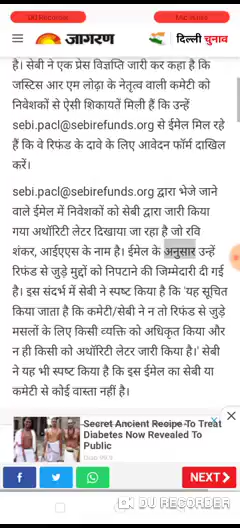 जागरण
दिल्ली चुनाव
है। सेबी ने एक प्रेस विज्ञप्ति जारी कर कहा है कि
जस्टिस आर एम लोढ़ा के नेतृत्व वाली कमेटी को
निवेशकों से ऐसी शिकायतें मिली हैं कि उन्हें
sebi.pacl@sebirefunds.org से ईमेल मिल रहे
हैं कि वे रिफंड के दावे के लिए आवेदन फॉर्म दाखिल
करें।
sebi.pacl@sebirefunds.org द्वारा भेजे जाने
वाले ईमेल में निवेशकों को सेबी द्वारा जारी किया
गया अथॉरिटी लेटर दिखाया जा रहा है जो रवि
शंकर, आईएएस के नाम है। ईमेल के अनुसार उन्हें
रिफंड से जुड़े मुद्दों को निपटाने की जिम्मेदारी दी गई
है। इस संदर्भ में सेबी ने स्पष्ट किया है कि 'यह सूचित
किया जाता है कि कमेटी/सेबी ने न तो रिफंड से जुड़े
मसलों के लिए किसी व्यक्ति को अधिकृत किया और
न ही किसी को अथॉरिटी लेटर जारी किया है।' सेबी
ने यह भी स्पष्ट किया है कि इस ईमेल का सेबी या
कमेटी से कोई वास्ता नहीं है।
Secret Ancient Recipe To Treat
Diabetes Now Revealed To
Public
NEXT
DU RECORDER